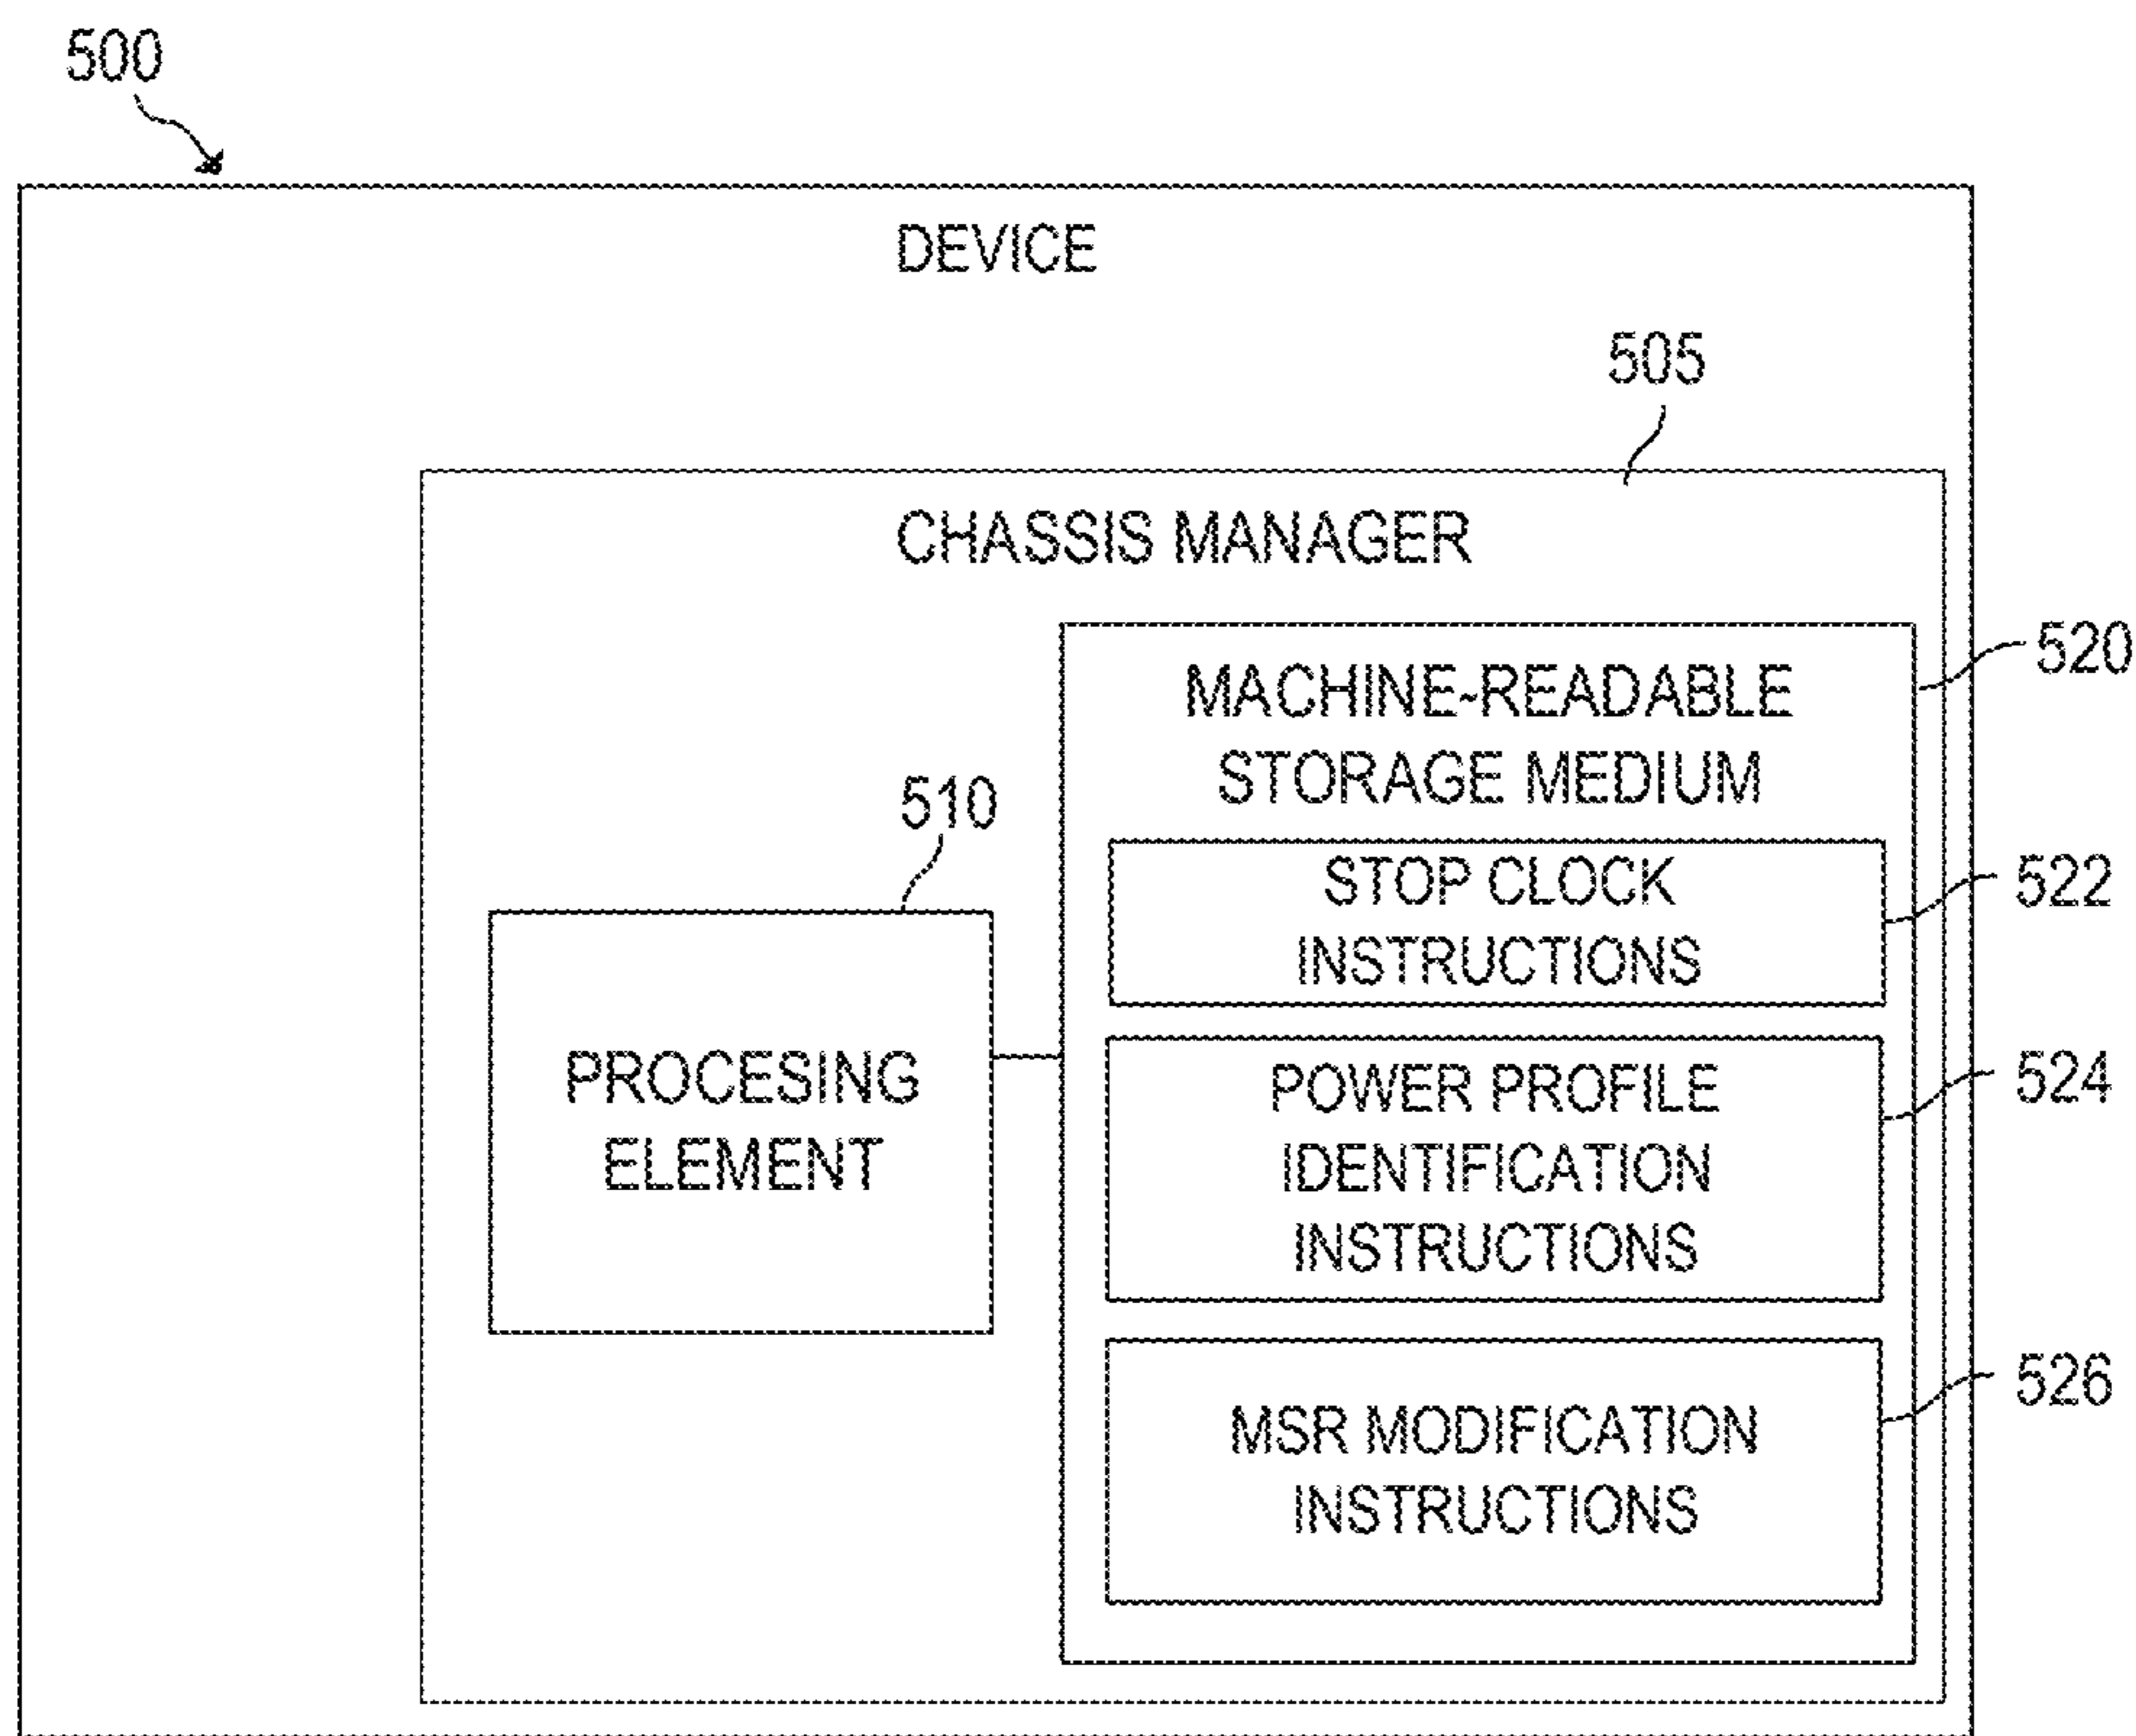 500
DEVICE
505
CHASSIS MANAGER
520
MACHINE-READABLE
STORAGE MEDIUM
510
STOP CLOCK
INSTRUCTIONS
522
PROCESING
ELEMENT
POWER PROFILE
IDENTIFICATION
INSTRUCTIONS
524
MSR MODIFICATION
INSTRUCTIONS
526